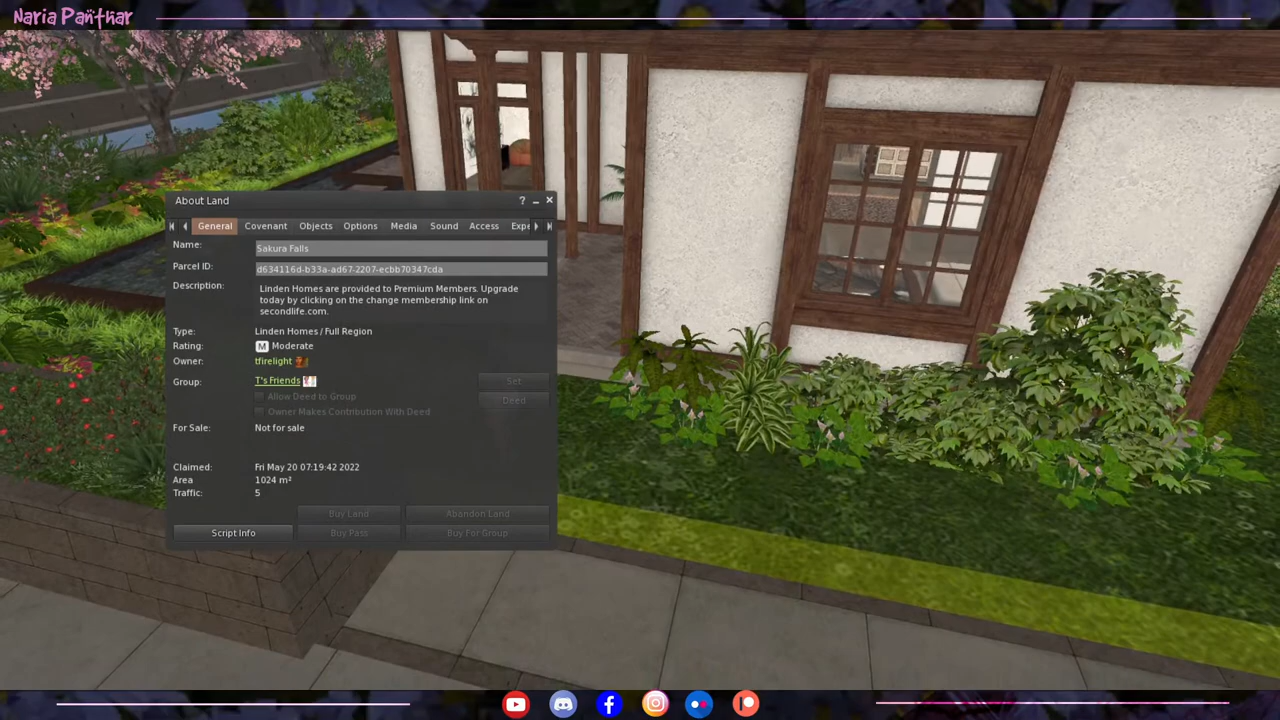 Naria Panthar
About Land
? _ ×
General Covenant Objects Options Media Sound Access Expe
Name: Sakura Falls
Parcel ID: d634116d-b33a-ad67-2207-ecbb70347cda
Description: Linden Homes are provided to Premium Members. Upgrade
today by clicking on the change membership link on
secondlife.com.
Type: Linden Homes / Full Region
Rating: M Moderate
Owner: tfirelight
Group: T's Friends Set
Allow Deed to Group Deed
Owner Makes Contribution With Deed
For Sale: Not for sale
Claimed: Fri May 20 07:19:42 2022
Area 1024 m²
Traffic: 5
Buy Land Abandon Land
Script Info Buy Pass Buy For Group